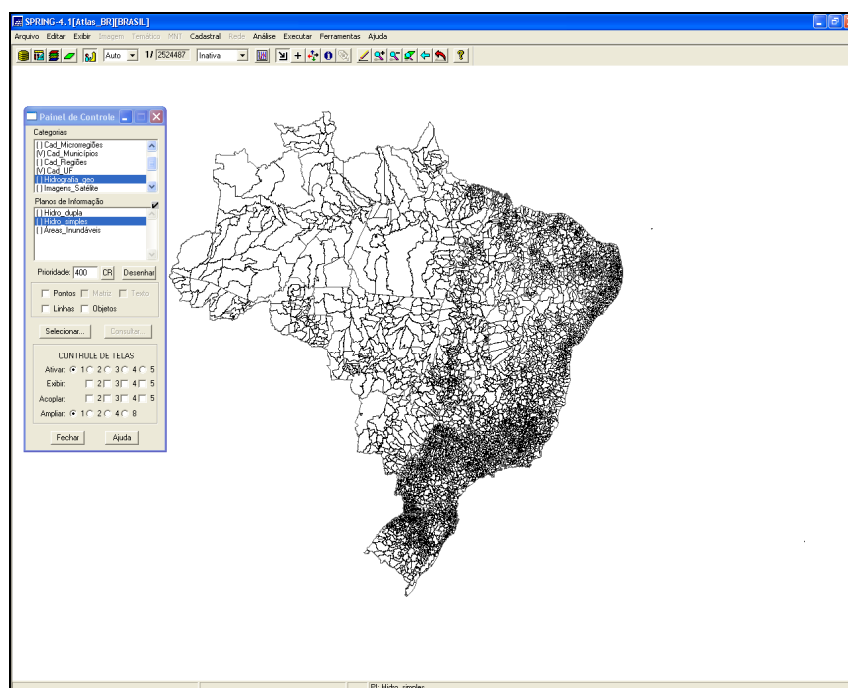 SPRING-4.1[Atlas_BR][BRASIL]
Arquivo Editar Exibir Imagem Temático MNT Cadastral Rede Análise Executar Ferramentas Ajuda
Auto 1/ 2524487 Inativa
Painel de Controle
Categorias
( ) Cad_Microrregiões
(V) Cad_Municípios
( ) Cad_Regiões
(V) Cad_UF
( ) Hidrografia_geo
( ) Imagens_Satélite
Planos de Informação
( ) Hidro_dupla
( ) Hidro_simples
( ) Áreas_Inundáveis
Prioridade: 400 CR Desenhar
Pontos Matriz Texto
Linhas Objetos
Selecionar... Consultar...
CONTROLE DE TELAS
Ativar: 1 2 3 4 5
Exibir: 2 3 4 5
Acoplar: 2 3 4 5
Ampliar: 1 2 4 8
Fechar Ajuda
PI: Hidro_simples